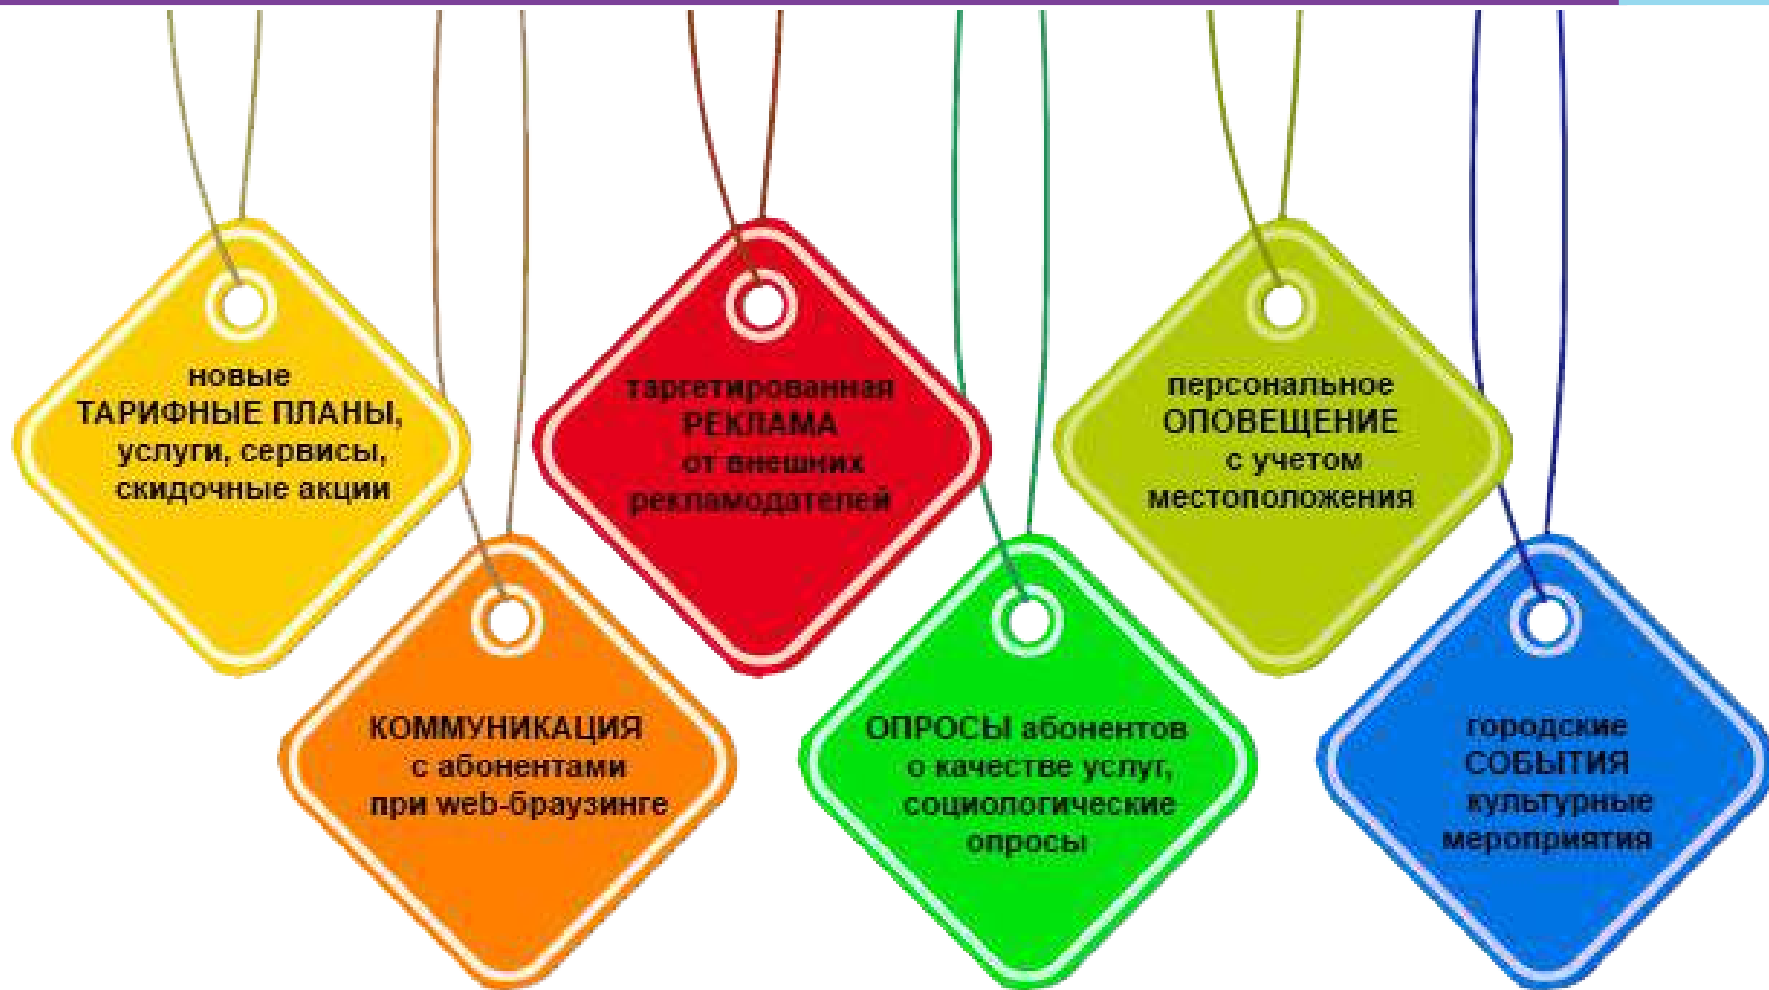 новые
ТАРИФНЫЕ ПЛАНЫ,
услуги, сервисы,
скидочные акции
КОММУНИКАЦИЯ
с абонентами
при web-браузинге
таргетированная
РЕКЛАМА
от внешних
рекламодателей
ОПРОСЫ абонентов
о качестве услуг,
социологические
опросы
персональное
ОПОВЕЩЕНИЕ
с учетом
местоположения
городские
СОБЫТИЯ
культурные
мероприятия